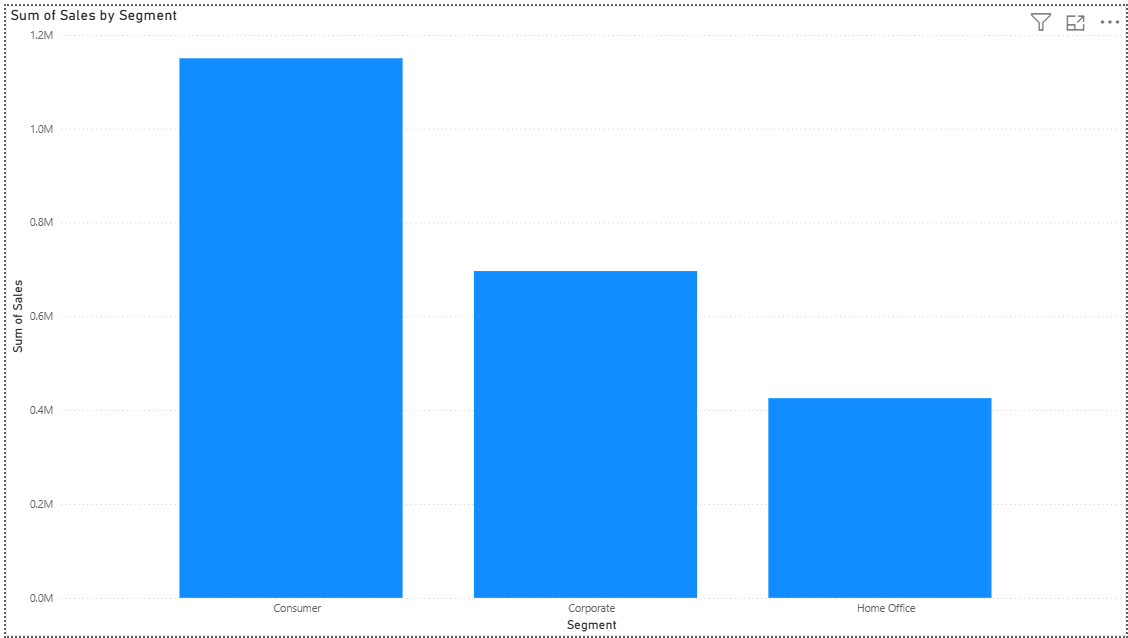 Sum of Sales by Segment
1.2M
1.0M
0.8M
0.6M
0.4M
0.2M
0.0M
Sum of Sales
Consumer
Corporate
Home Office
Segment